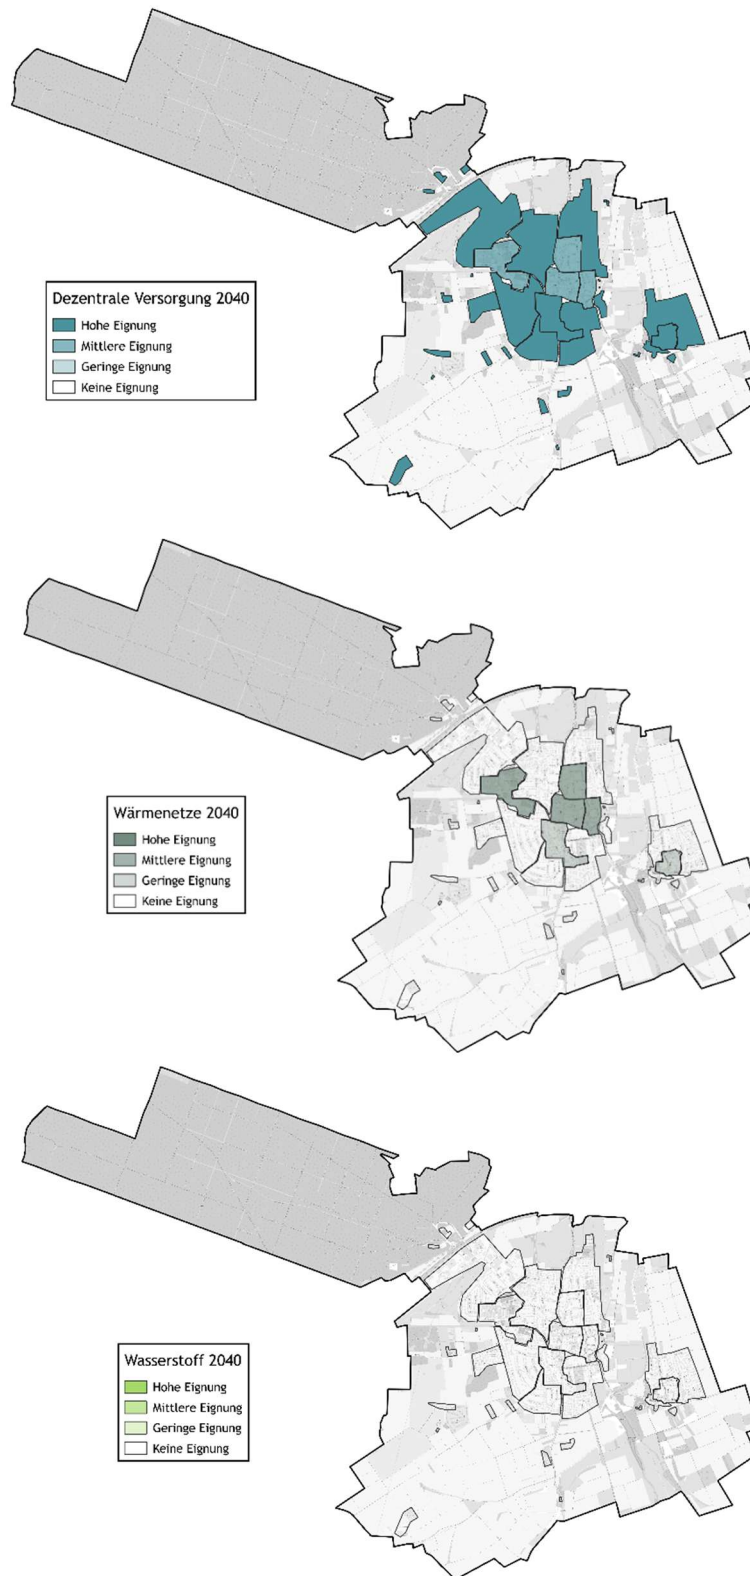 Dezentrale Versorgung 2040
Hohe Eignung
Mittlere Eignung
Geringe Eignung
Keine Eignung
Wärmenetze 2040
Hohe Eignung
Mittlere Eignung
Geringe Eignung
Keine Eignung
Wasserstoff 2040
Hohe Eignung
Mittlere Eignung
Geringe Eignung
Keine Eignung